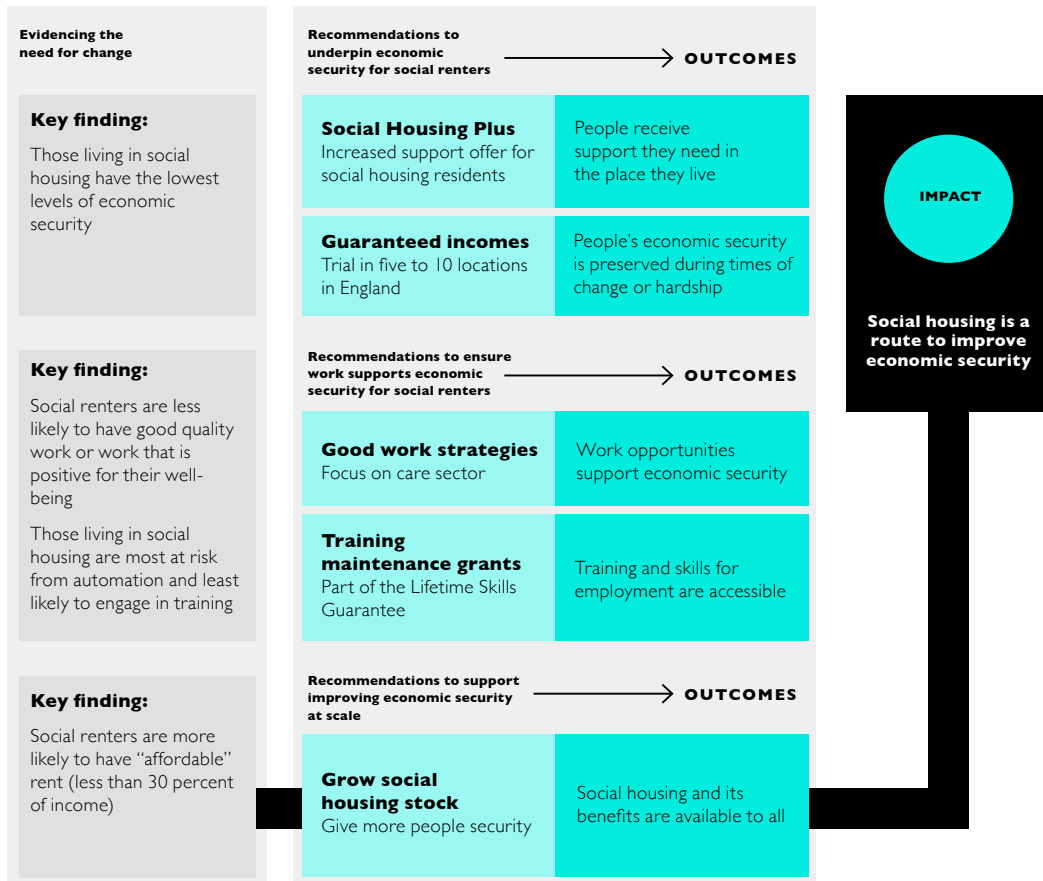 Evidencing the
need for change
Key finding:
Those living in social
housing have the lowest
levels of economic
security
Key finding:
Social renters are less
likely to have good quality
work or work that is
positive for their well-
being
Those living in social
housing are most at risk
from automation and least
likely to engage in training
Key finding:
Social renters are more
likely to have “affordable”
rent (less than 30 percent
of income)
Recommendations to
underpin economic
security for social renters
OUTCOMES
Social Housing Plus
Increased support offer for
social housing residents
People receive
support they need in
the place they live
Guaranteed incomes
Trial in five to 10 locations
in England
People’s economic security
is preserved during times of
change or hardship
Recommendations to ensure
work supports economic
security for social renters
OUTCOMES
Good work strategies
Focus on care sector
Work opportunities
support economic security
Training
maintenance grants
Part of the Lifetime Skills
Guarantee
Training and skills for
employment are accessible
Recommendations to support
improving economic security
at scale
OUTCOMES
Grow social
housing stock
Give more people security
Social housing and its
benefits are available to all
IMPACT
Social housing is a
route to improve
economic security